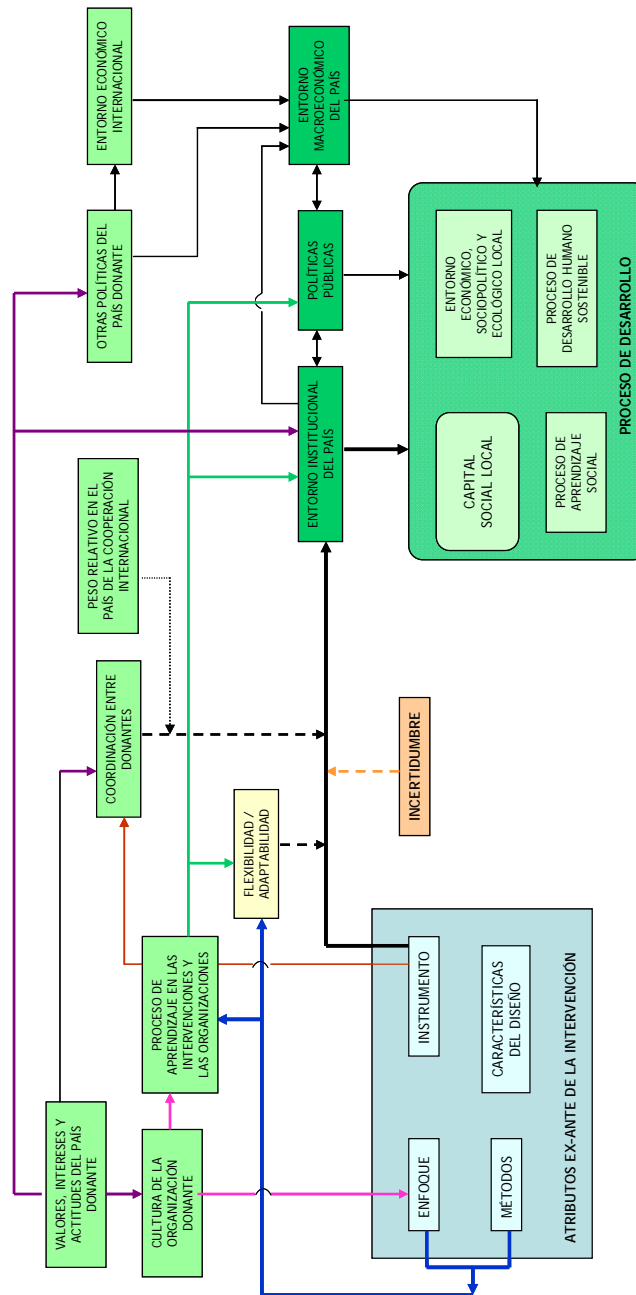 VALORES, INTERESES Y
ACTITUDES DEL PAÍS
DONANTE
CULTURA DE LA
ORGANIZACIÓN
DONANTE
PROCESO DE
APRENDIZAJE EN LAS
INTERVENCIONES Y
LAS ORGANIZACIONES
COORDINACIÓN ENTRE
DONANTES
FLEXIBILIDAD /
ADAPTABILIDAD
PESO RELATIVO EN EL
PAÍS DE LA COOPERACIÓN
INTERNACIONAL
OTRAS POLÍTICAS DEL
PAÍS DONANTE
ENTORNO ECONÓMICO
INTERNACIONAL
ENTORNO INSTITUCIONAL
DEL PAÍS
POLÍTICAS
PÚBLICAS
ENTORNO
MACROECONÓMICO
DEL PAÍS
INCERTIDUMBRE
ENFOQUE
INSTRUMENTO
MÉTODOS
CARACTERÍSTICAS
DEL DISEÑO
ATRIBUTOS EX-ANTE DE LA INTERVENCIÓN
CAPITAL
SOCIAL LOCAL
ENTORNO
ECONÓMICO,
SOCIOPOLÍTICO Y
ECOLOGICO LOCAL
PROCESO DE
APRENDIZAJE
SOCIAL
PROCESO DE
DESARROLLO HUMANO
SOSTENIBLE
PROCESO DE DESARROLLO